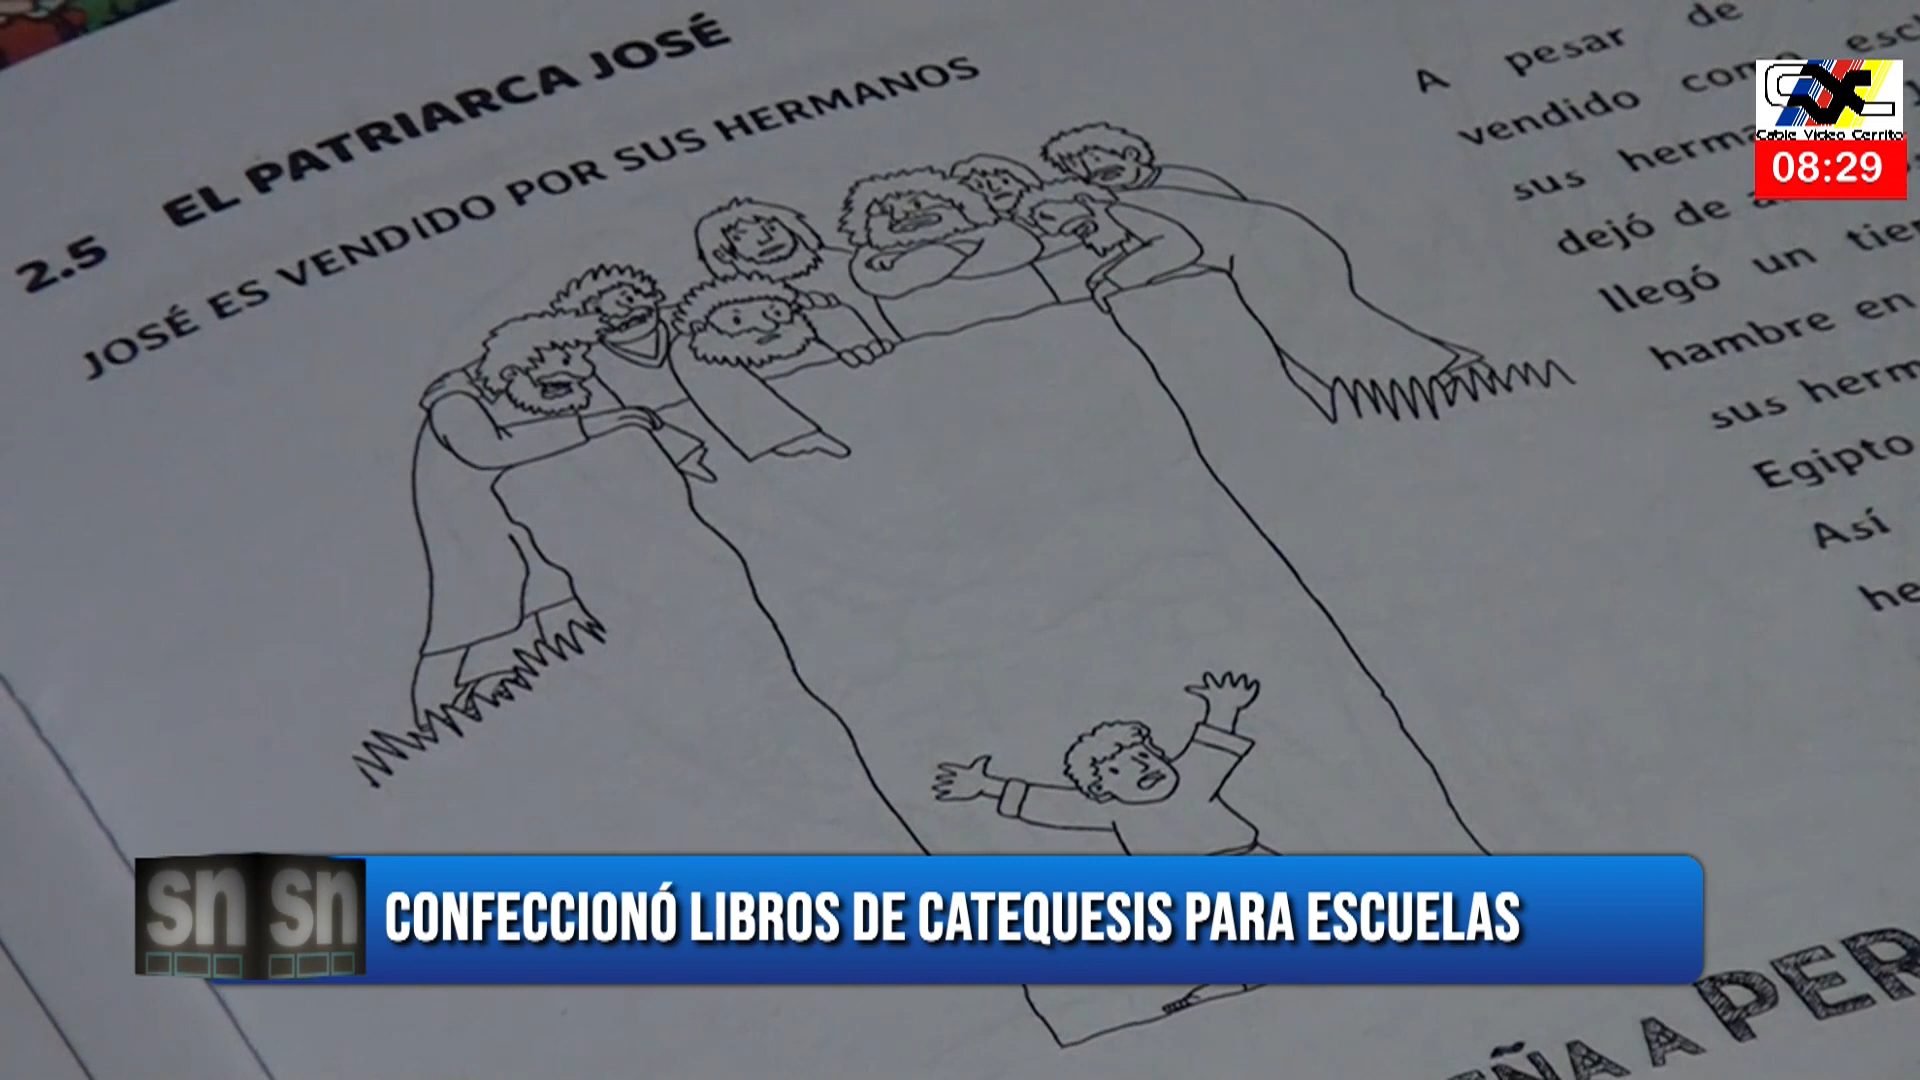 2.5 EL PATRIARCA JOSÉ
JOSÉ ES VENDIDO POR SUS HERMANOS
A pesar de
vendido como
sus
dejó de
llegó un
hambre en
sus
Egipto
Así
Cable Video Cerrito
08:29
sn sn
CONFECCIONÓ LIBROS DE CATEQUESIS PARA ESCUELAS
A